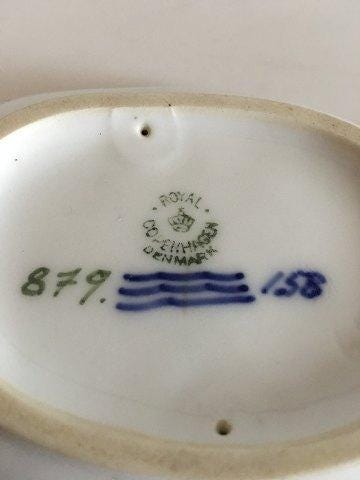 · ROYAL ·
COPENHAGEN
DENMARK
879. 158